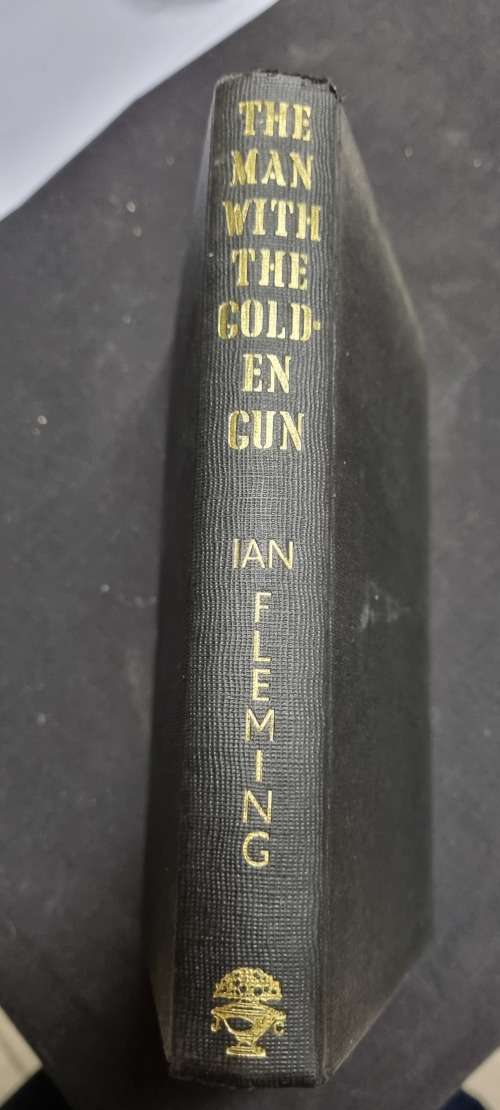 THE
MAN
WITH
THE
GOLD-
EN
GUN
IAN
FLEMING